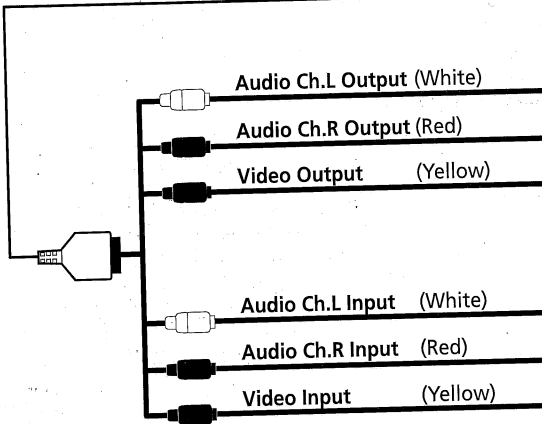 Audio Ch.L Output (White)
Audio Ch.R Output (Red)
Video Output (Yellow)
Audio Ch.L Input (White)
Audio Ch.R Input (Red)
Video Input (Yellow)